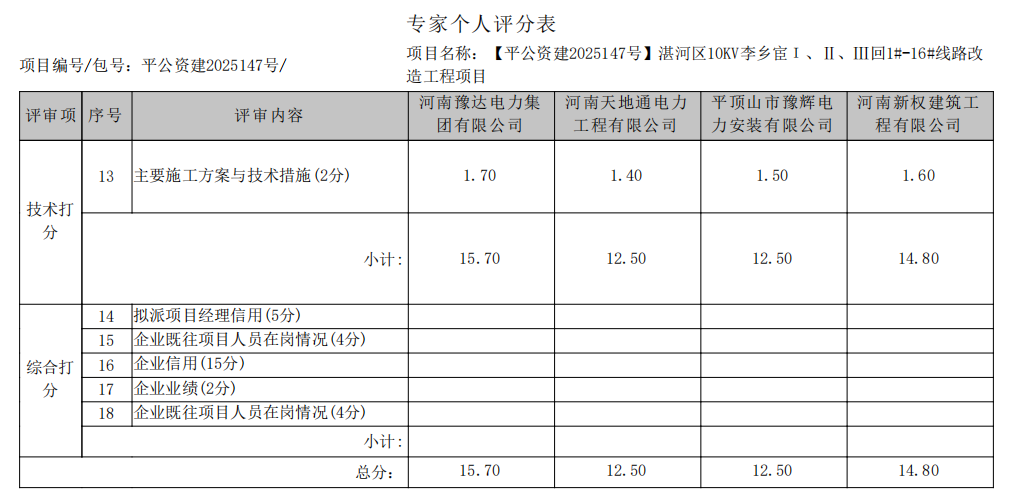 专家个人评分表
项目编号/包号: 平公资建2025147号/
项目名称: 【平公资建2025147号】湛河区10KV李乡宦Ⅰ、Ⅱ、Ⅲ回1#-16#线路改
造工程项目
评审项 序号 评审内容 河南豫达电力集 河南天地通电力 平顶山市豫辉电 河南新权建筑工
团有限公司 工程有限公司 力安装有限公司 程有限公司
13 主要施工方案与技术措施(2分) 1.70 1.40 1.50 1.60
技术打
分
小计: 15.70 12.50 12.50 14.80
14 拟派项目经理信用(5分)
15 企业既往项目人员在岗情况(4分)
综合打
分
16 企业信用(15分)
17 企业业绩(2分)
18 企业既往项目人员在岗情况(4分)
小计:
总分: 15.70 12.50 12.50 14.80